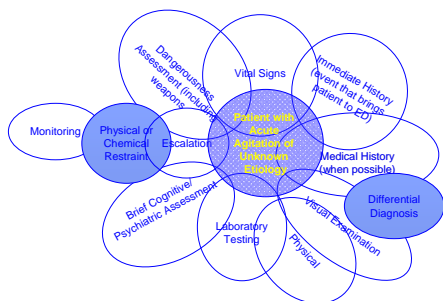 Dangerousness
Assessment (including
weapons
Vital Signs
Immediate History
(event that brings
patient to ED)
Monitoring
Physical or
Chemical
Restraint
Escalation
Patient with
Acute
Agitation of
Unknown
Etiology
Medical History
(when possible)
Differential
Diagnosis
Brief Cognitive/
Psychiatric Assessment
Laboratory
Testing
Physical
Visual Examination